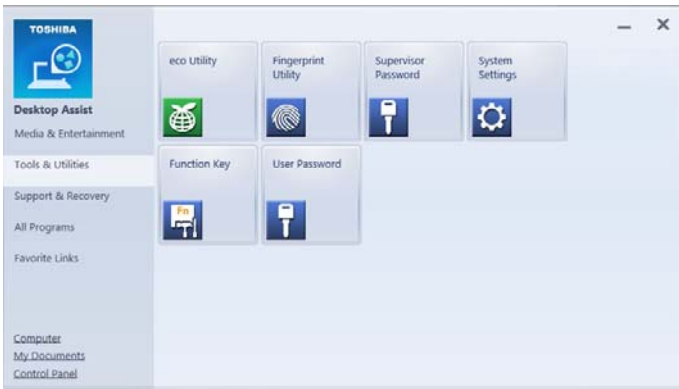 TOSHIBA
Desktop Assist
Media & Entertainment
Tools & Utilities
Support & Recovery
All Programs
Favorite Links
Computer
My Documents
Control Panel
eco Utility
Fingerprint
Utility
Supervisor
Password
System
Settings
Function Key
Fn
User Password